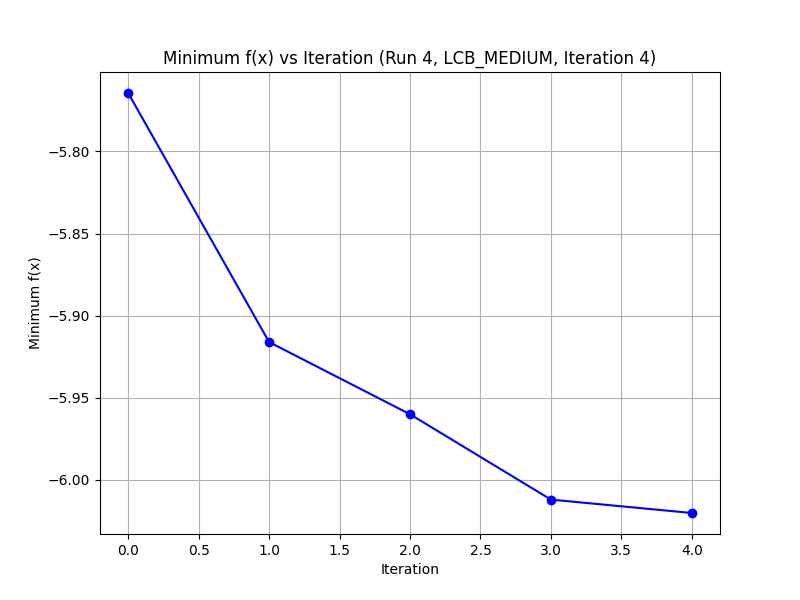 Minimum f(x) vs Iteration (Run 4, LCB_MEDIUM, Iteration 4)
Minimum f(x)
−5.80
−5.85
−5.90
−5.95
−6.00
0.0 0.5 1.0 1.5 2.0 2.5 3.0 3.5 4.0
Iteration